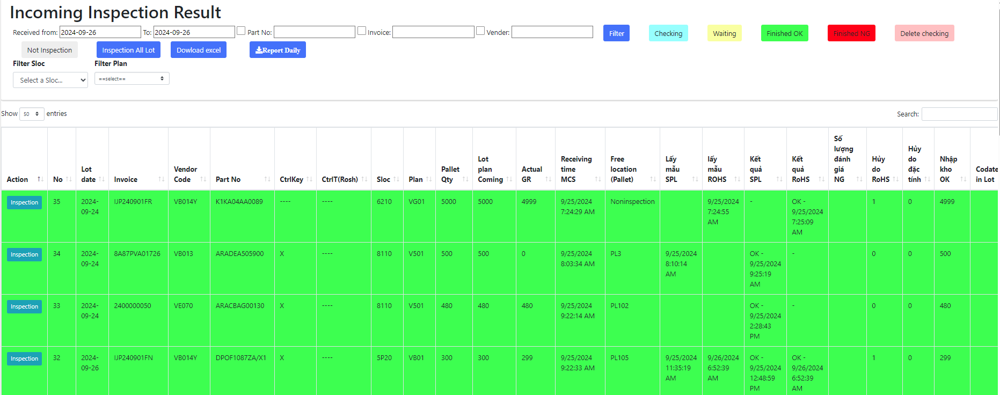 Incoming Inspection Result
Received from: 2024-09-26 To: 2024-09-26 Part No: Invoice: Vender: Filter Checking Waiting Finished OK Finished NG Delete checking
Not Inspection Inspection All Lot Dowload excel Report Daily
Filter Sloc Filter Plan
Select a Sloc... ==select==
Show 50 entries Search:
Action No Lot date Invoice Vendor Code Part No CtrlKey CtrlT(Rosh) Sloc Plan Pallet Qty Lot plan Coming Actual GR Receiving time MCS Free location (Pallet) Lấy mẫu SPL lấy mẫu ROHS Kết quả SPL Kết quả RoHS Số lượng đánh giá NG Hủy do RoHS Hủy do đặc tính Nhập kho OK Codate in Lot
Inspection 35 2024-09-24 IJP240901FR VB014Y K1KA04AA0089 ---- ---- 6210 VG01 5000 5000 4999 9/25/2024 7:24:29 AM Noninspection 9/25/2024 7:24:55 AM - OK - 9/25/2024 7:25:09 AM 1 0 4999
Inspection 34 2024-09-24 8A87PVA01726 VB013 ARADEA505900 X ---- 8110 V501 500 500 0 9/25/2024 8:03:34 AM PL3 9/25/2024 8:10:14 AM OK - 9/25/2024 9:25:19 AM - 0 0 500
Inspection 33 2024-09-24 2400000050 VE070 ARACBAG00130 X ---- 8110 V501 480 480 480 9/25/2024 9:22:14 AM PL102 OK - 9/25/2024 2:28:43 PM - 0 0 480
Inspection 32 2024-09-26 IJP240901FN VB014Y DPOF1087ZA/X1 X ---- 5P20 VB01 300 300 299 9/25/2024 9:22:33 AM PL105 9/25/2024 11:35:19 AM 9/26/2024 6:52:39 AM OK - 9/25/2024 12:48:59 PM OK - 9/26/2024 6:52:39 AM 1 0 299